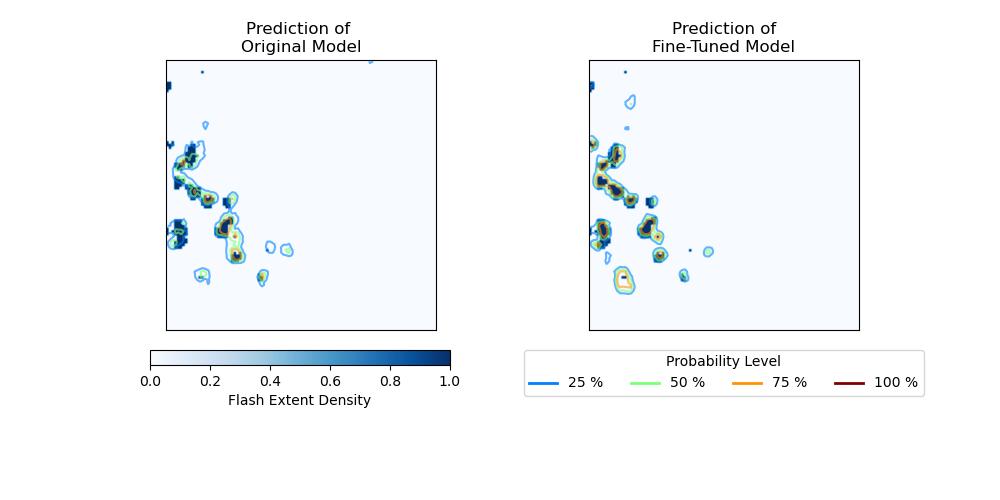 Prediction of
Original Model
Prediction of
Fine-Tuned Model
0.0 0.2 0.4 0.6 0.8 1.0
Flash Extent Density
Probability Level
25 % 50 % 75 % 100 %